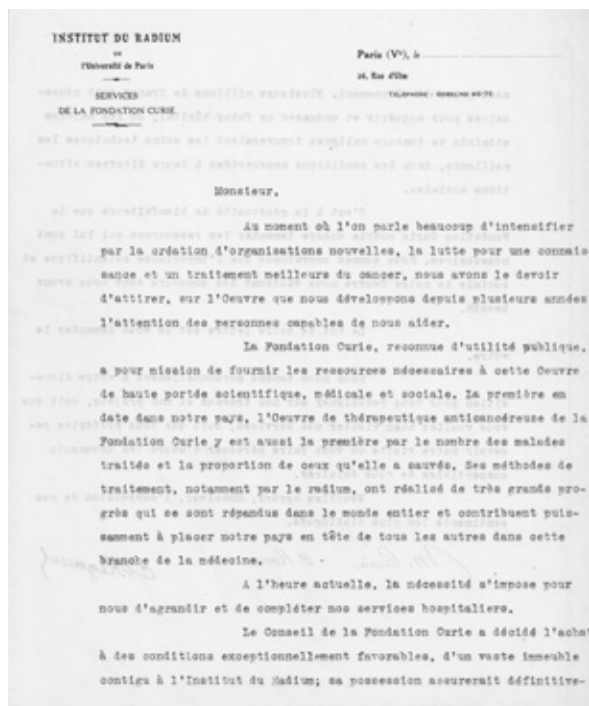 INSTITUT DU RADIUM
DE
l'Université de Paris
SERVICES
DE LA FONDATION CURIE
Paris (Ve), le
26, Rue d'Ulm
TÉLÉPHONE : GOBELINS
Monsieur,
Au moment où l'on parle beaucoup d'intensifier
par la création d'organisations nouvelles, la lutte pour une connais-
sance et un traitement meilleurs du cancer, nous avons le devoir
d'attirer, sur l'Oeuvre que nous développons depuis plusieurs années
l'attention des personnes capables de nous aider.
La Fondation Curie, reconnue d'utilité publique,
a pour mission de fournir les ressources nécessaires à cette Oeuvre
de haute portée scientifique, médicale et sociale. La première en
date dans notre pays, l'Oeuvre de thérapeutique anticancéreuse de la
Fondation Curie y est aussi la première par le nombre des malades
traités et la proportion de ceux qu'elle a sauvés. Ses méthodes de
traitement, notamment par le radium, ont réalisé de très grands pro-
grès qui se sont répandus dans le monde entier et contribuent puis-
samment à placer notre pays en tête de tous les autres dans cette
branche de la médecine.
A l'heure actuelle, la nécessité s'impose pour
nous d'agrandir et de compléter nos services hospitaliers.
Le Conseil de la Fondation Curie a décidé l'achat
à des conditions exceptionnellement favorables, d'un vaste immeuble
contigu à l'Institut du Radium; sa possession assurerait définitive-